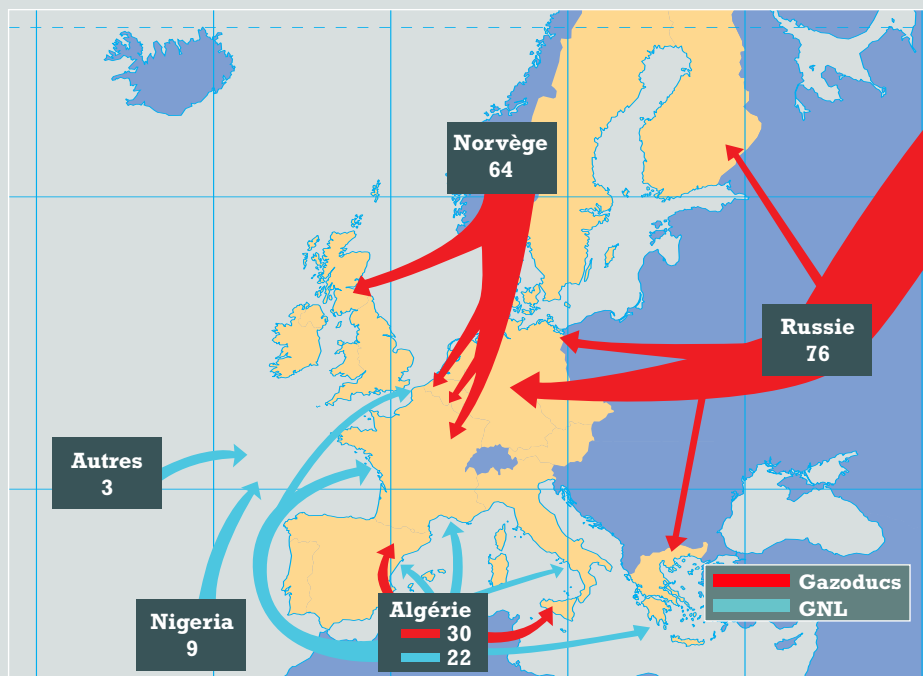 Norvège
64
Russie
76
Autres
3
Nigeria
9
Algérie
30
22
Gazoducs
GNL